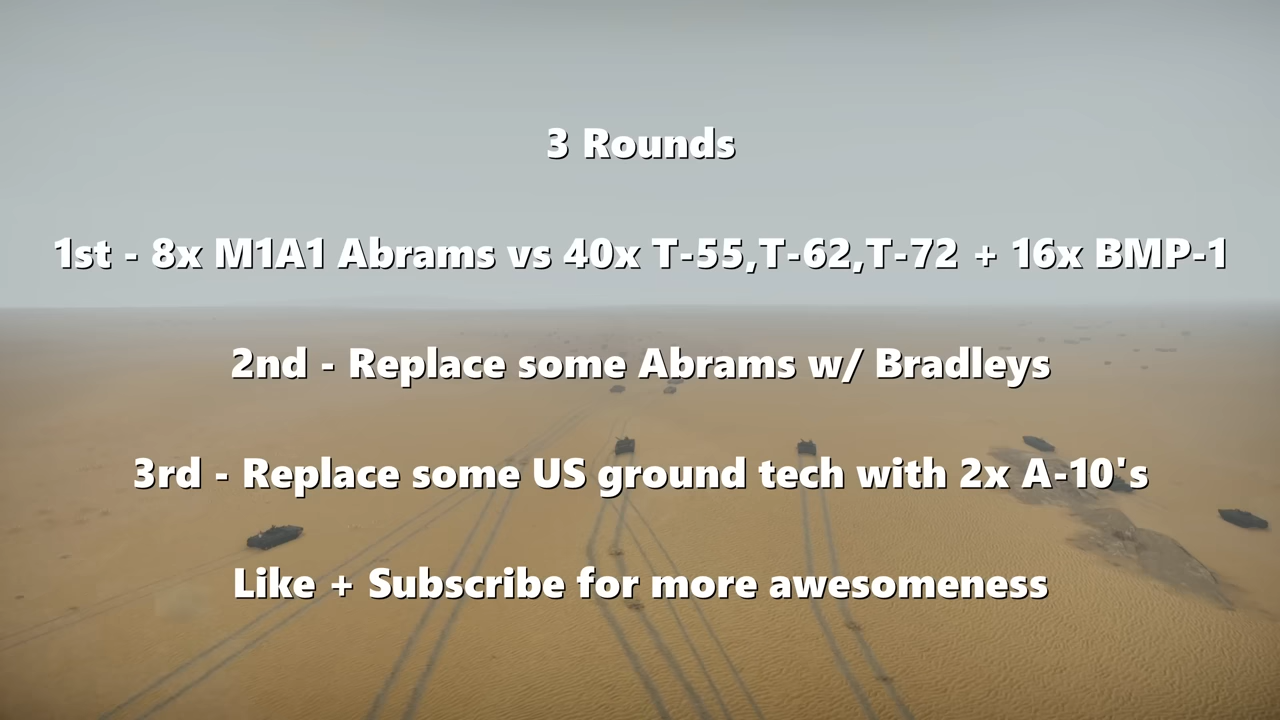 3 Rounds
1st - 8x M1A1 Abrams vs 40x T-55,T-62,T-72 + 16x BMP-1
2nd - Replace some Abrams w/ Bradleys
3rd - Replace some US ground tech with 2x A-10's
Like + Subscribe for more awesomeness